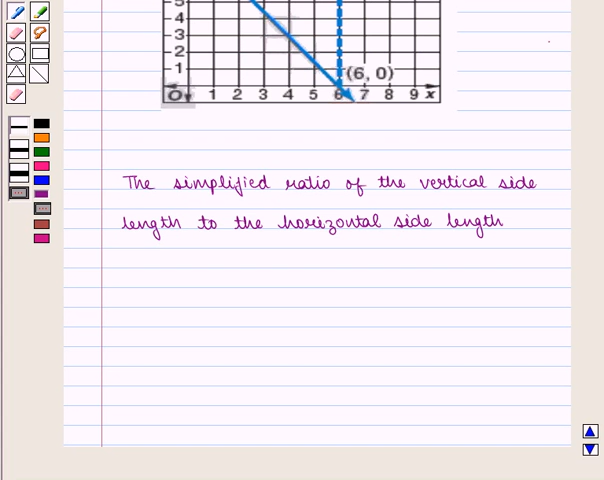 5
4
3
2
1
(6, 0)
O 1 2 3 4 5 6 7 8 9 x
The simplified ratio of the vertical side
length to the horizontal side length